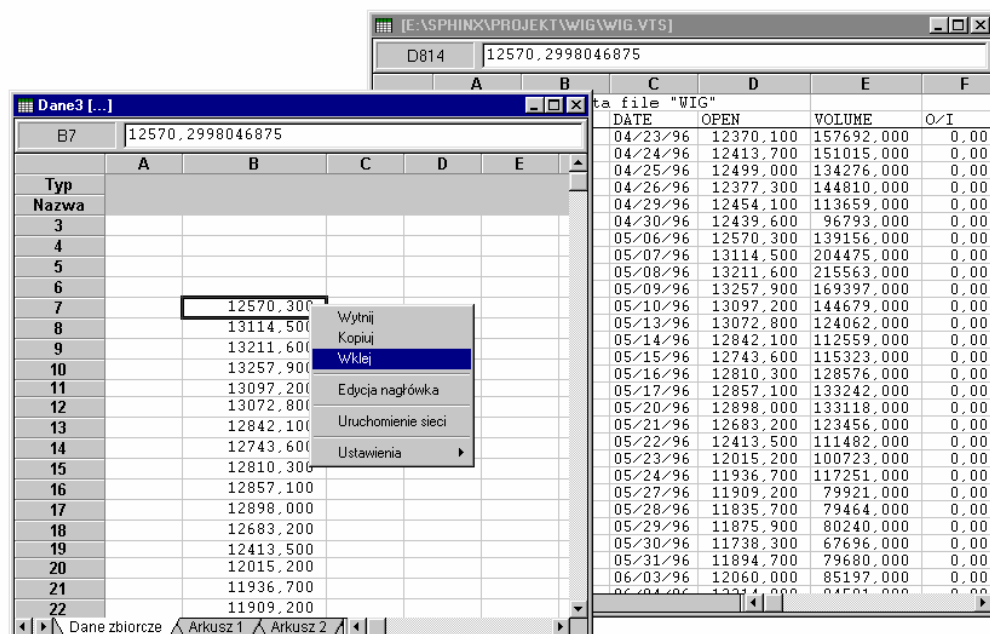 [E:\SPHINX\PROJEKT\WIG\WIG.VTS]
D814 12570,2998046875
A B C D E F
ta file "WIG"
DATE OPEN VOLUME O/I
04/23/96 12370,100 157692,000 0,00
04/24/96 12413,700 151015,000 0,00
04/25/96 12499,000 134276,000 0,00
04/26/96 12377,300 144810,000 0,00
04/29/96 12454,100 113659,000 0,00
04/30/96 12439,600 96793,000 0,00
05/06/96 12570,300 139156,000 0,00
05/07/96 13114,500 204475,000 0,00
05/08/96 13211,600 215563,000 0,00
05/09/96 13257,900 169397,000 0,00
05/10/96 13097,200 144679,000 0,00
05/13/96 13072,800 124062,000 0,00
05/14/96 12842,100 112559,000 0,00
05/15/96 12743,600 115323,000 0,00
05/16/96 12810,300 128576,000 0,00
05/17/96 12857,100 133242,000 0,00
05/20/96 12898,000 133118,000 0,00
05/21/96 12683,200 123456,000 0,00
05/22/96 12413,500 111482,000 0,00
05/23/96 12015,200 100723,000 0,00
05/24/96 11936,700 117251,000 0,00
05/27/96 11909,200 79921,000 0,00
05/28/96 11835,700 79464,000 0,00
05/29/96 11875,900 80240,000 0,00
05/30/96 11738,300 67696,000 0,00
05/31/96 11894,700 79680,000 0,00
06/03/96 12060,000 85197,000 0,00
Dane3 [...]
B7 12570,2998046875
A B C D E
Typ
Nazwa
3
4
5
6
7 12570,300
8 13114,500
9 13211,600
10 13257,900
11 13097,200
12 13072,800
13 12842,100
14 12743,600
15 12810,300
16 12857,100
17 12898,000
18 12683,200
19 12413,500
20 12015,200
21 11936,700
22 11909,200
Wytnij
Kopiuj
Wklej
Edycja nagłówka
Uruchomienie sieci
Ustawienia
Dane zbiorcze Arkusz 1 Arkusz 2